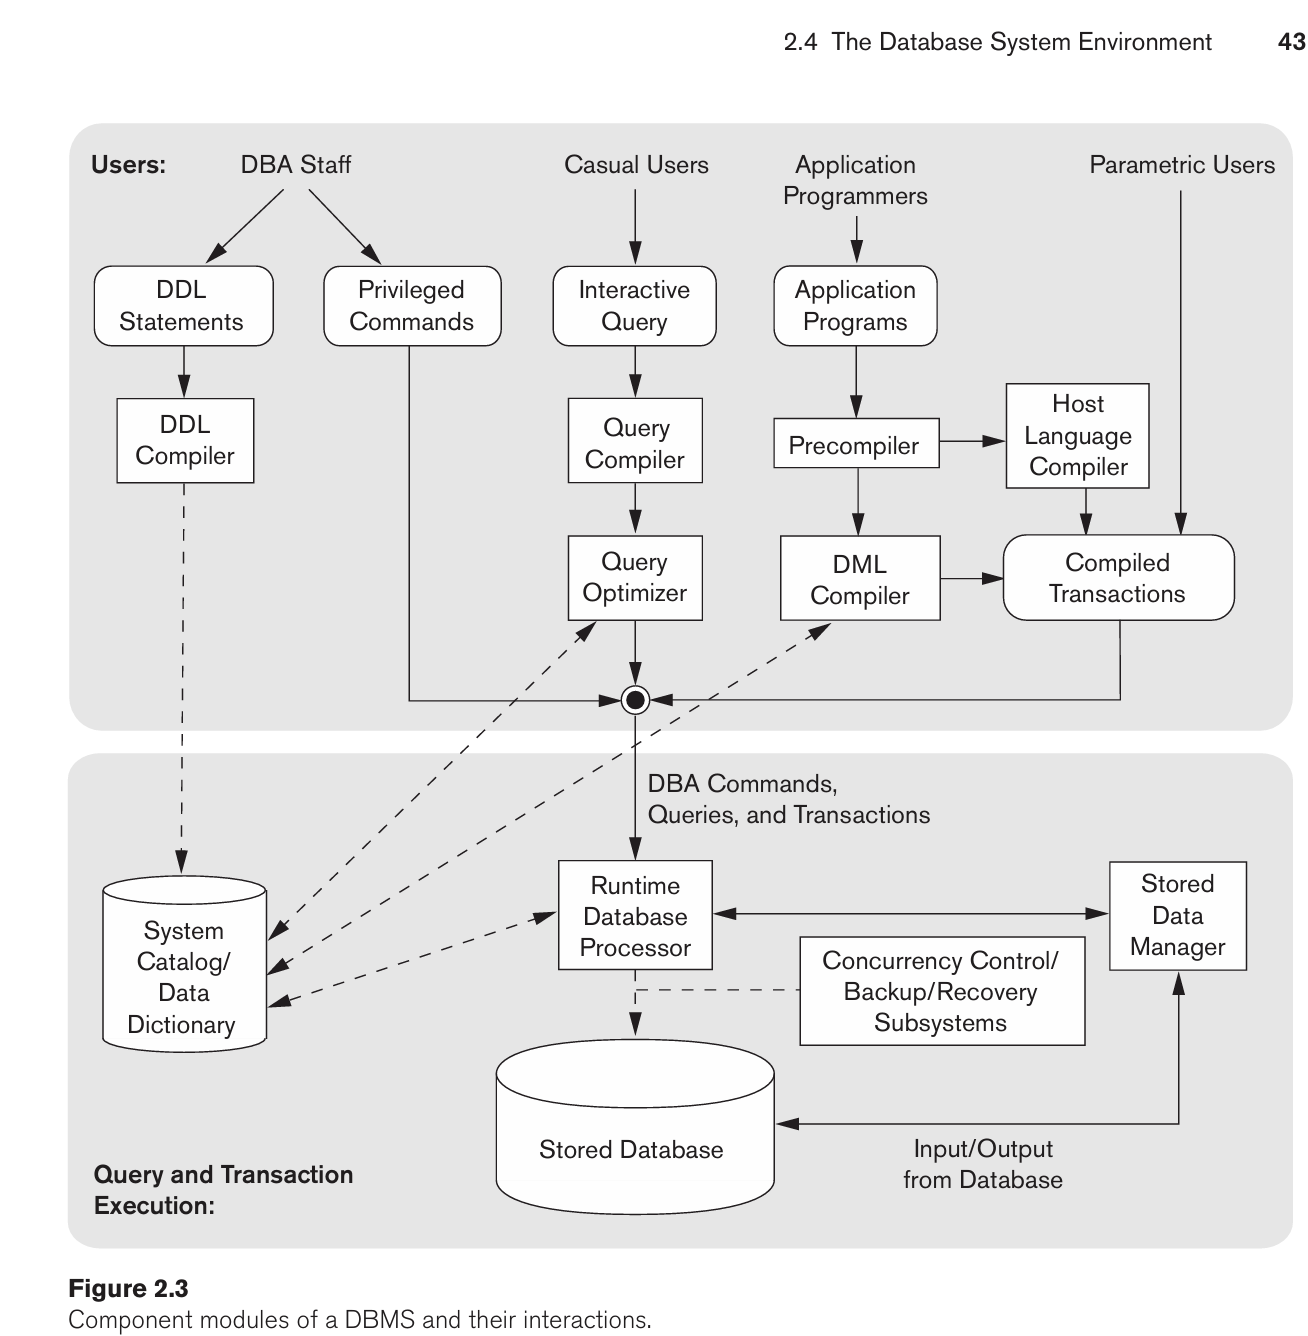 2.4 The Database System Environment 43
Users:
DBA Staff
Casual Users
Application
Programmers
Parametric Users
DDL
Statements
Privileged
Commands
Interactive
Query
Application
Programs
DDL
Compiler
Query
Compiler
Precompiler
Host
Language
Compiler
Query
Optimizer
DML
Compiler
Compiled
Transactions
DBA Commands,
Queries, and Transactions
System
Catalog/
Data
Dictionary
Runtime
Database
Processor
Stored
Data
Manager
Concurrency Control/
Backup/Recovery
Subsystems
Stored Database
Input/Output
from Database
Query and Transaction
Execution:
Figure 2.3
Component modules of a DBMS and their interactions.